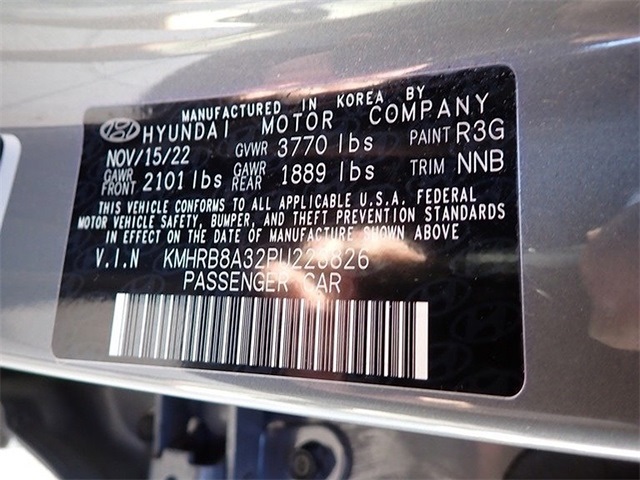 MANUFACTURED IN KOREA BY
HYUNDAI MOTOR COMPANY
NOV/15/22 GVWR 3770 lbs PAINT R3G
GAWR FRONT 2101 lbs GAWR REAR 1889 lbs TRIM NNB
THIS VEHICLE CONFORMS TO ALL APPLICABLE U.S.A. FEDERAL
MOTOR VEHICLE SAFETY, BUMPER, AND THEFT PREVENTION STANDARDS
IN EFFECT ON THE DATE OF MANUFACTURE SHOWN ABOVE.
V.I.N KMHRB8A32PU228826
PASSENGER CAR